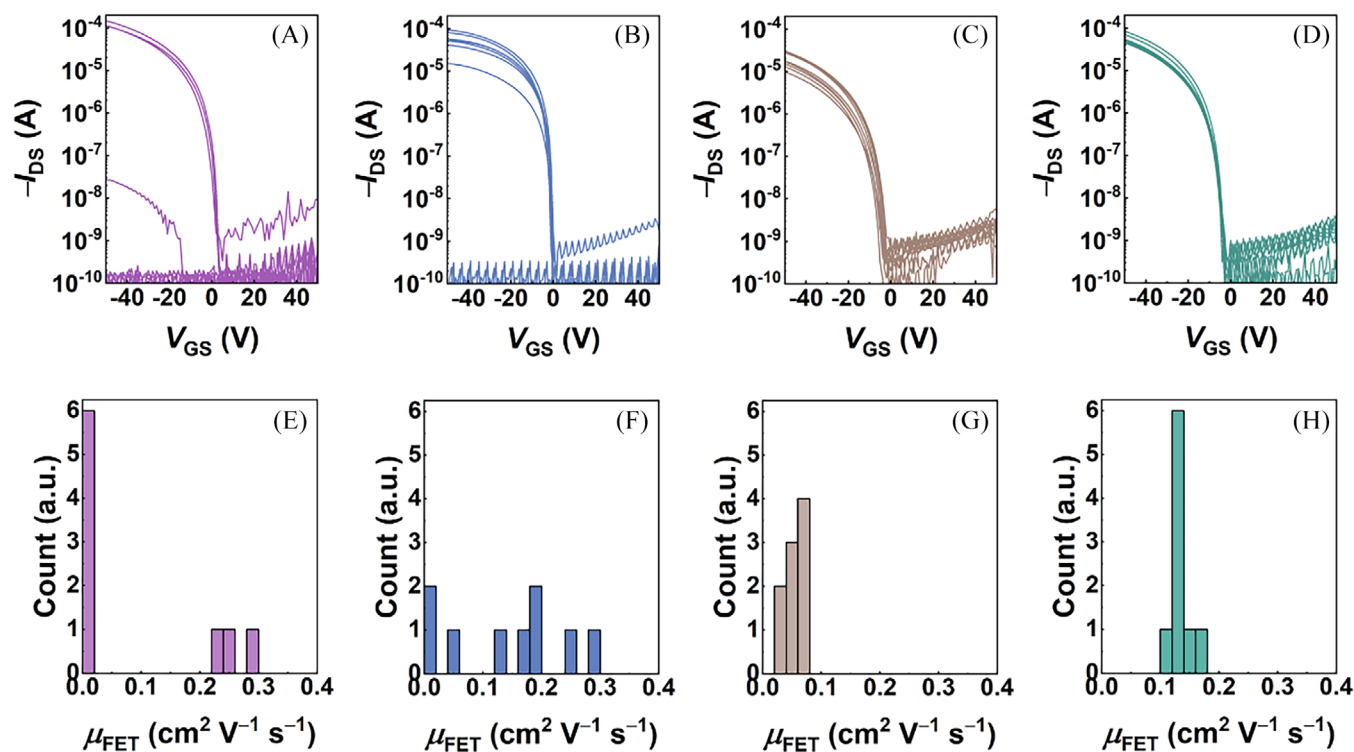 10⁻⁴
10⁻⁵
10⁻⁶
10⁻⁷
10⁻⁸
10⁻⁹
10⁻¹⁰
–I_DS (A)
(A)
-40 -20 0 20 40
V_GS (V)
10⁻⁴
10⁻⁵
10⁻⁶
10⁻⁷
10⁻⁸
10⁻⁹
10⁻¹⁰
–I_DS (A)
(B)
-40 -20 0 20 40
V_GS (V)
10⁻⁴
10⁻⁵
10⁻⁶
10⁻⁷
10⁻⁸
10⁻⁹
10⁻¹⁰
–I_DS (A)
(C)
-40 -20 0 20 40
V_GS (V)
10⁻⁴
10⁻⁵
10⁻⁶
10⁻⁷
10⁻⁸
10⁻⁹
10⁻¹⁰
–I_DS (A)
(D)
-40 -20 0 20 40
V_GS (V)
6
5
4
3
2
1
0
Count (a.u.)
(E)
0.0 0.1 0.2 0.3 0.4
μ_FET (cm² V⁻¹ s⁻¹)
6
5
4
3
2
1
0
Count (a.u.)
(F)
0.0 0.1 0.2 0.3 0.4
μ_FET (cm² V⁻¹ s⁻¹)
6
5
4
3
2
1
0
Count (a.u.)
(G)
0.0 0.1 0.2 0.3 0.4
μ_FET (cm² V⁻¹ s⁻¹)
6
5
4
3
2
1
0
Count (a.u.)
(H)
0.0 0.1 0.2 0.3 0.4
μ_FET (cm² V⁻¹ s⁻¹)